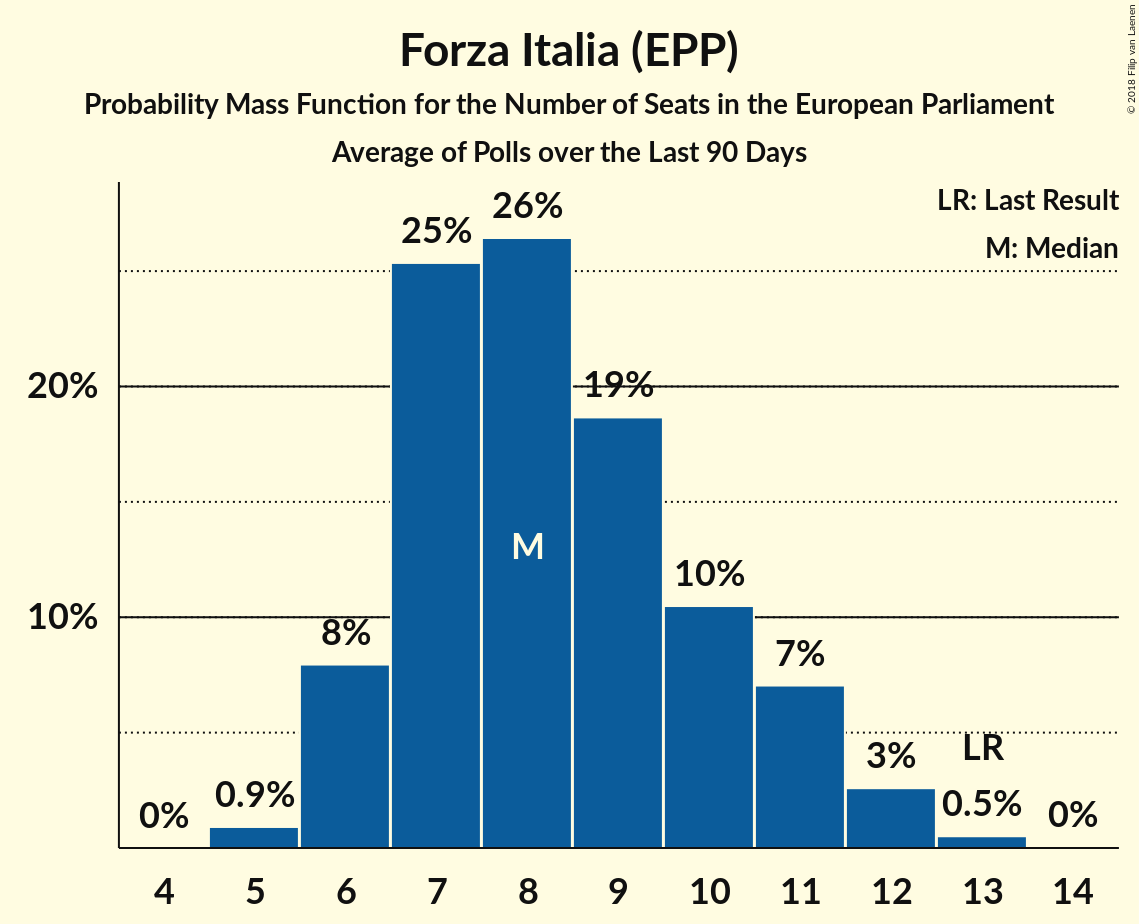 Forza Italia (EPP)
Probability Mass Function for the Number of Seats in the European Parliament
Average of Polls over the Last 90 Days
© 2018 Filip van Laenen
LR: Last Result
M: Median
26%
25%
20%
19%
M
10%
10%
8%
7%
3%
LR
0.9%
0.5%
0%
0%
4 5 6 7 8 9 10 11 12 13 14